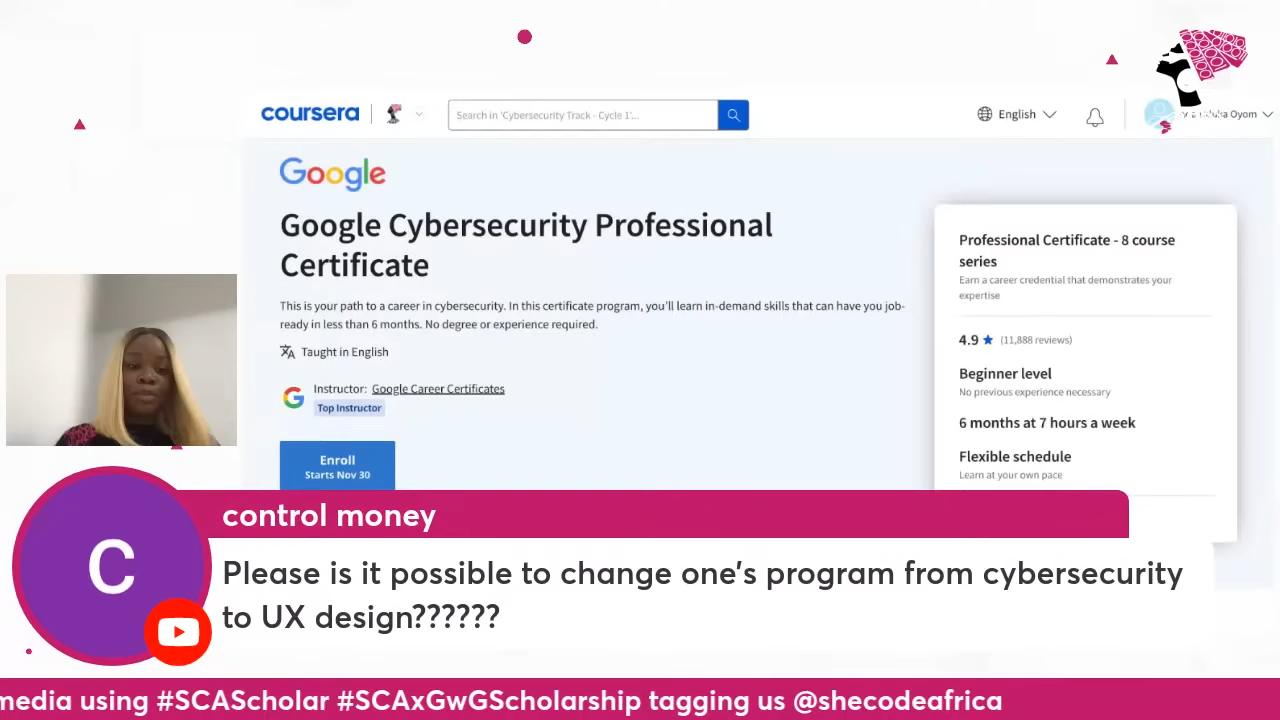 coursera
Search in 'Cybersecurity Track - Cycle 1'...
English
Oyom
Google
Google Cybersecurity Professional
Certificate
This is your path to a career in cybersecurity. In this certificate program, you'll learn in-demand skills that can have you job-
ready in less than 6 months. No degree or experience required.
Taught in English
Instructor: Google Career Certificates
Top Instructor
Enroll
Starts Nov 30
Professional Certificate - 8 course
series
Earn a career credential that demonstrates your
expertise
4.9 ★ (11,888 reviews)
Beginner level
No previous experience necessary
6 months at 7 hours a week
Flexible schedule
Learn at your own pace
C
control money
Please is it possible to change one's program from cybersecurity
to UX design??????
media using #SCAScholar #SCAxGwGScholarship tagging us @shecodeafrica